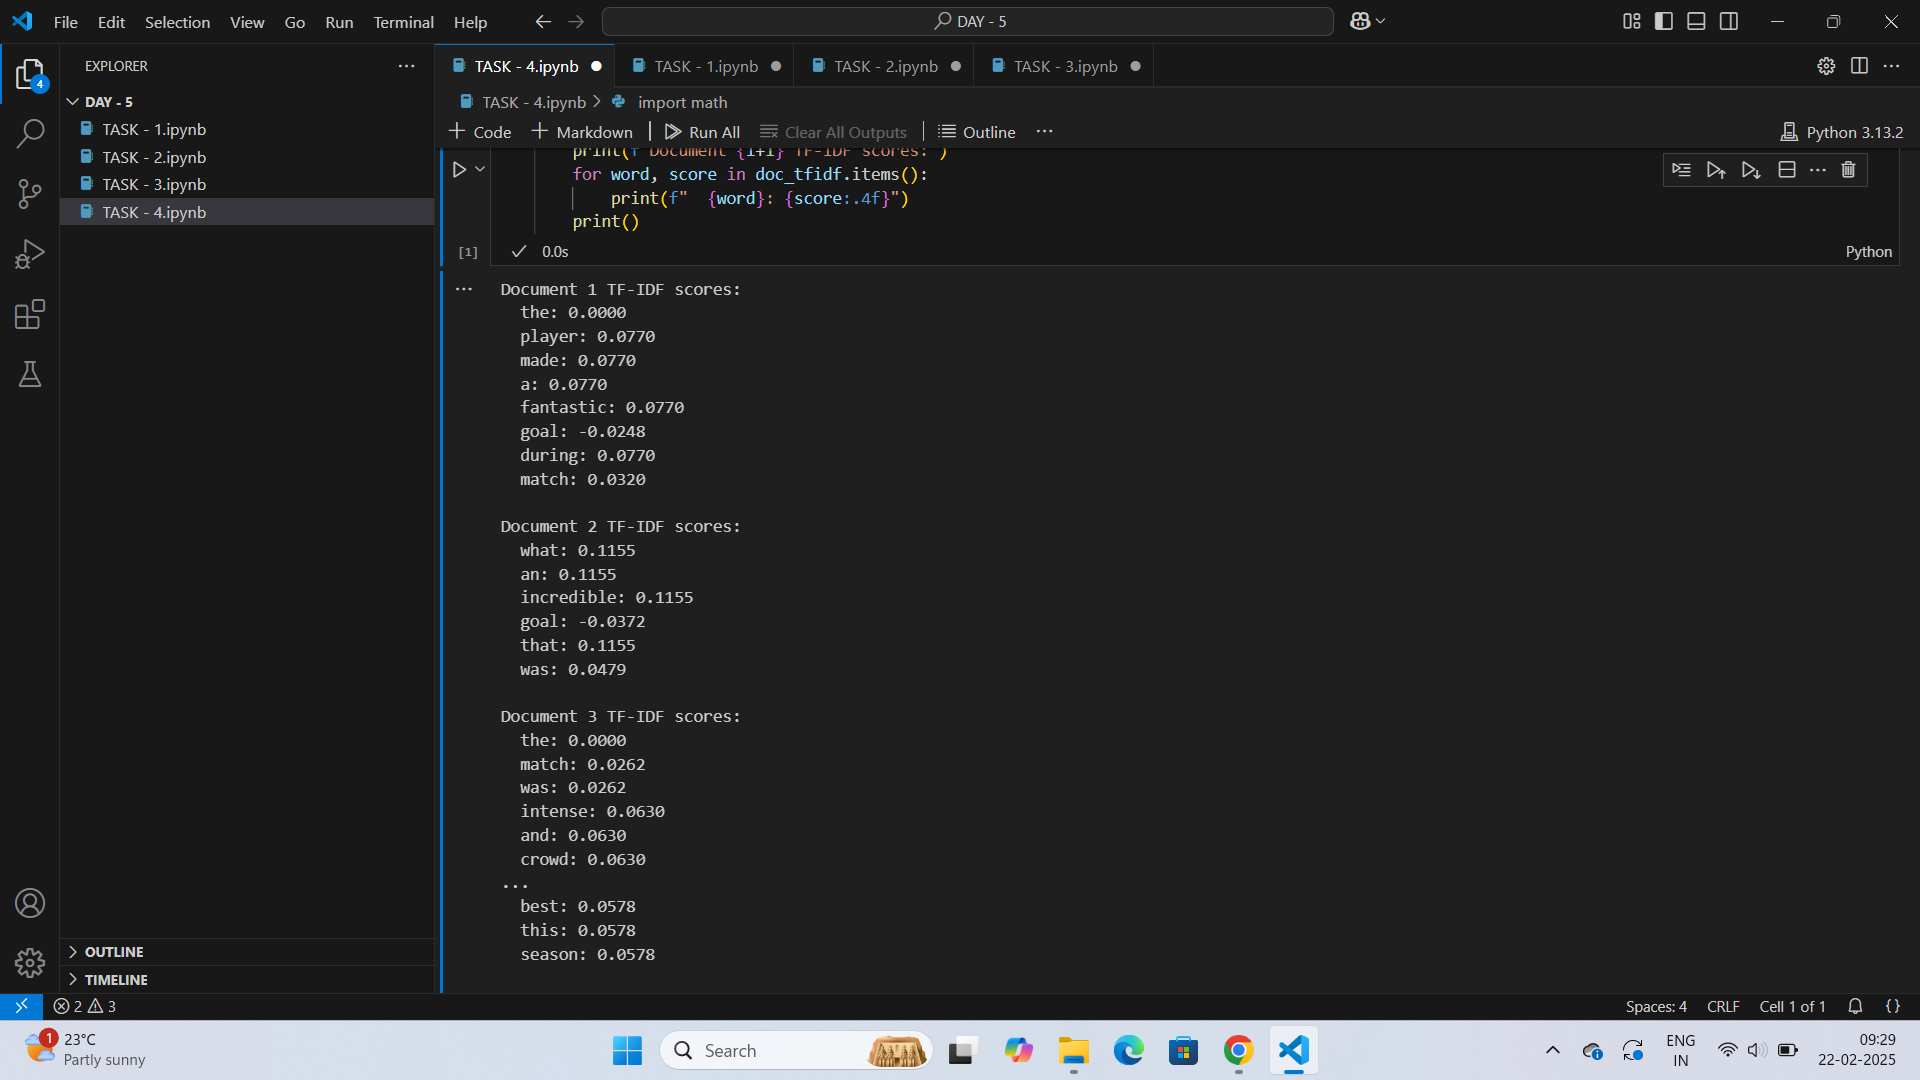 File Edit Selection View Go Run Terminal Help
DAY - 5
EXPLORER
DAY - 5
TASK - 1.ipynb
TASK - 2.ipynb
TASK - 3.ipynb
TASK - 4.ipynb
OUTLINE
TIMELINE
TASK - 4.ipynb TASK - 1.ipynb TASK - 2.ipynb TASK - 3.ipynb
TASK - 4.ipynb > import math
+ Code + Markdown Run All Clear All Outputs Outline ... Python 3.13.2
print(f"Document {i+1} TF-IDF scores:")
for word, score in doc_tfidf.items():
print(f"  {word}: {score:.4f}")
print()
[1] 0.0s Python
Document 1 TF-IDF scores:
the: 0.0000
player: 0.0770
made: 0.0770
a: 0.0770
fantastic: 0.0770
goal: -0.0248
during: 0.0770
match: 0.0320
Document 2 TF-IDF scores:
what: 0.1155
an: 0.1155
incredible: 0.1155
goal: -0.0372
that: 0.1155
was: 0.0479
Document 3 TF-IDF scores:
the: 0.0000
match: 0.0262
was: 0.0262
intense: 0.0630
and: 0.0630
crowd: 0.0630
...
best: 0.0578
this: 0.0578
season: 0.0578
2 3
Spaces: 4 CRLF Cell 1 of 1
4
1
23°C
Partly sunny
Search
ENG
IN
09:29
22-02-2025